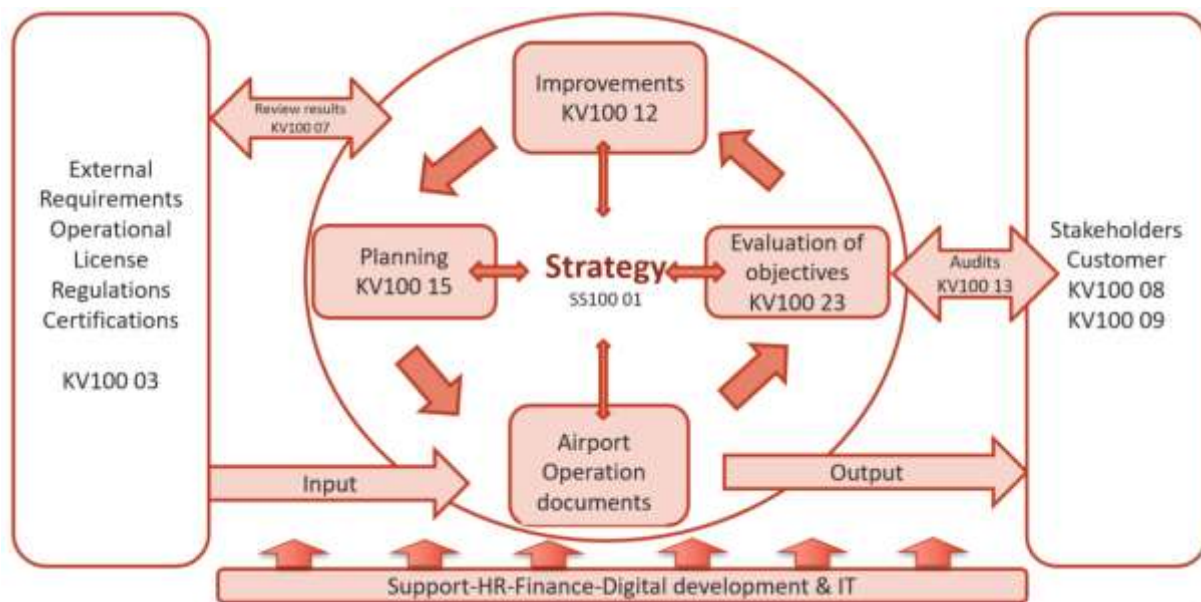 External
Requirements
Operational
License
Regulations
Certifications
KV100 03
Review results
KV100 07
Improvements
KV100 12
Planning
KV100 15
Strategy
SS100 01
Evaluation of
objectives
KV100 23
Airport
Operation
documents
Input
Output
Audits
KV100 13
Stakeholders
Customer
KV100 08
KV100 09
Support-HR-Finance-Digital development & IT